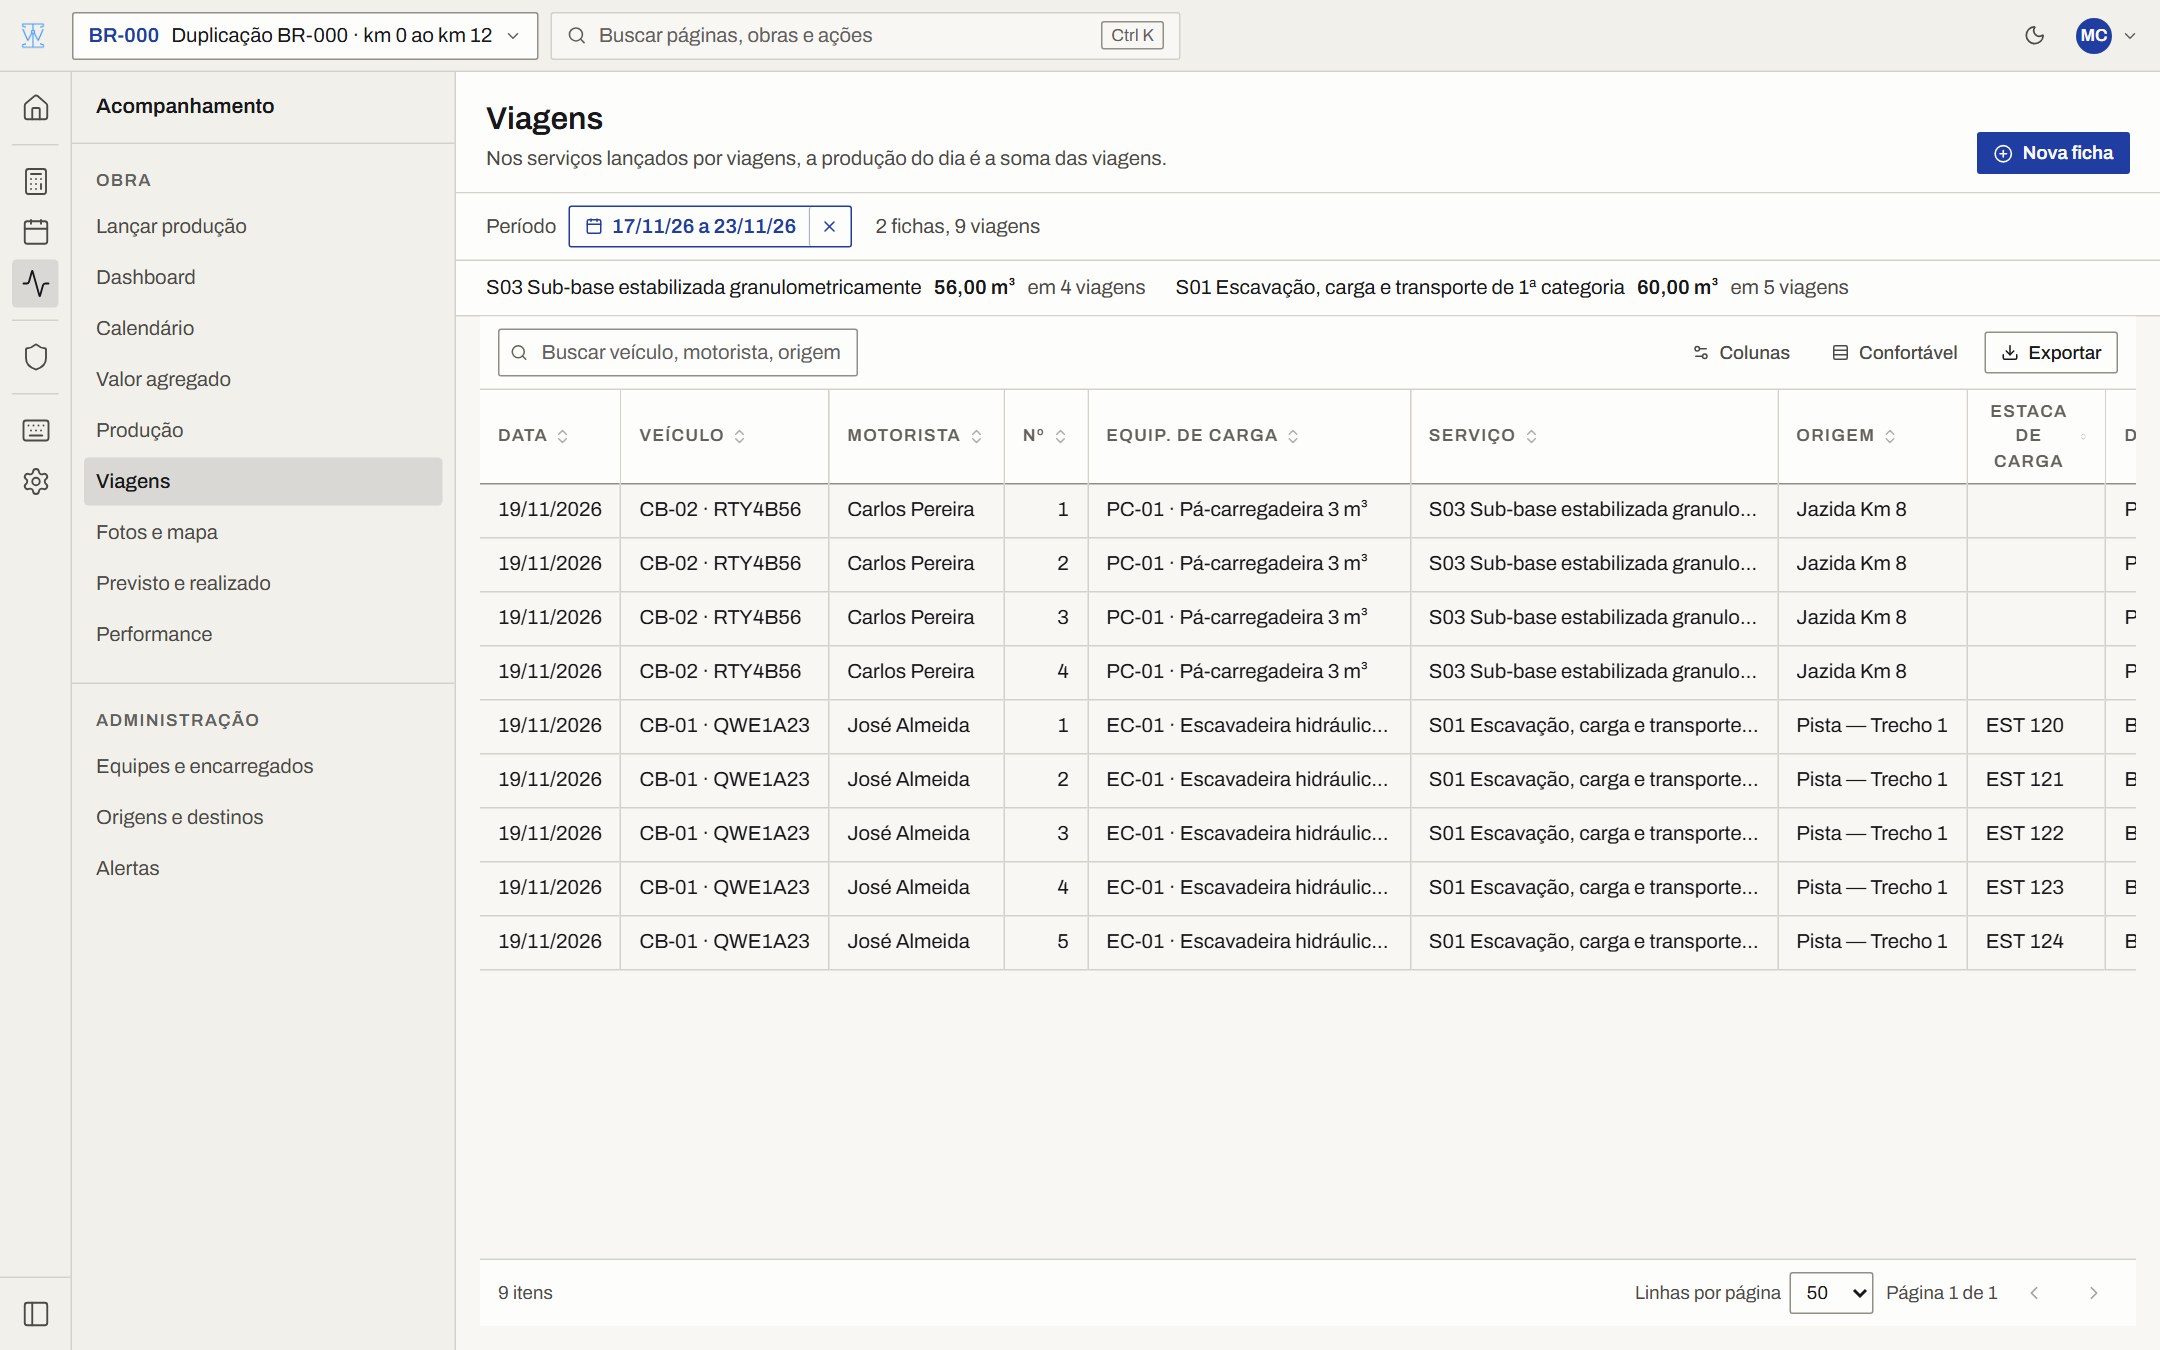 BR-000 Duplicação BR-000 · km 0 ao km 12
Buscar páginas, obras e ações
Ctrl K
MC
Acompanhamento
OBRA
Lançar produção
Dashboard
Calendário
Valor agregado
Produção
Viagens
Fotos e mapa
Previsto e realizado
Performance
ADMINISTRAÇÃO
Equipes e encarregados
Origens e destinos
Alertas
Viagens
Nos serviços lançados por viagens, a produção do dia é a soma das viagens.
Nova ficha
Período 17/11/26 a 23/11/26 2 fichas, 9 viagens
S03 Sub-base estabilizada granulometricamente 56,00 m³ em 4 viagens S01 Escavação, carga e transporte de 1ª categoria 60,00 m³ em 5 viagens
Buscar veículo, motorista, origem
Colunas Confortável Exportar
DATA VEÍCULO MOTORISTA Nº EQUIP. DE CARGA SERVIÇO ORIGEM ESTACA DE CARGA D
19/11/2026 CB-02 · RTY4B56 Carlos Pereira 1 PC-01 · Pá-carregadeira 3 m³ S03 Sub-base estabilizada granulo... Jazida Km 8 P
19/11/2026 CB-02 · RTY4B56 Carlos Pereira 2 PC-01 · Pá-carregadeira 3 m³ S03 Sub-base estabilizada granulo... Jazida Km 8 P
19/11/2026 CB-02 · RTY4B56 Carlos Pereira 3 PC-01 · Pá-carregadeira 3 m³ S03 Sub-base estabilizada granulo... Jazida Km 8 P
19/11/2026 CB-02 · RTY4B56 Carlos Pereira 4 PC-01 · Pá-carregadeira 3 m³ S03 Sub-base estabilizada granulo... Jazida Km 8 P
19/11/2026 CB-01 · QWE1A23 José Almeida 1 EC-01 · Escavadeira hidráulic... S01 Escavação, carga e transporte... Pista — Trecho 1 EST 120 B
19/11/2026 CB-01 · QWE1A23 José Almeida 2 EC-01 · Escavadeira hidráulic... S01 Escavação, carga e transporte... Pista — Trecho 1 EST 121 B
19/11/2026 CB-01 · QWE1A23 José Almeida 3 EC-01 · Escavadeira hidráulic... S01 Escavação, carga e transporte... Pista — Trecho 1 EST 122 B
19/11/2026 CB-01 · QWE1A23 José Almeida 4 EC-01 · Escavadeira hidráulic... S01 Escavação, carga e transporte... Pista — Trecho 1 EST 123 B
19/11/2026 CB-01 · QWE1A23 José Almeida 5 EC-01 · Escavadeira hidráulic... S01 Escavação, carga e transporte... Pista — Trecho 1 EST 124 B
9 itens
Linhas por página 50 Página 1 de 1